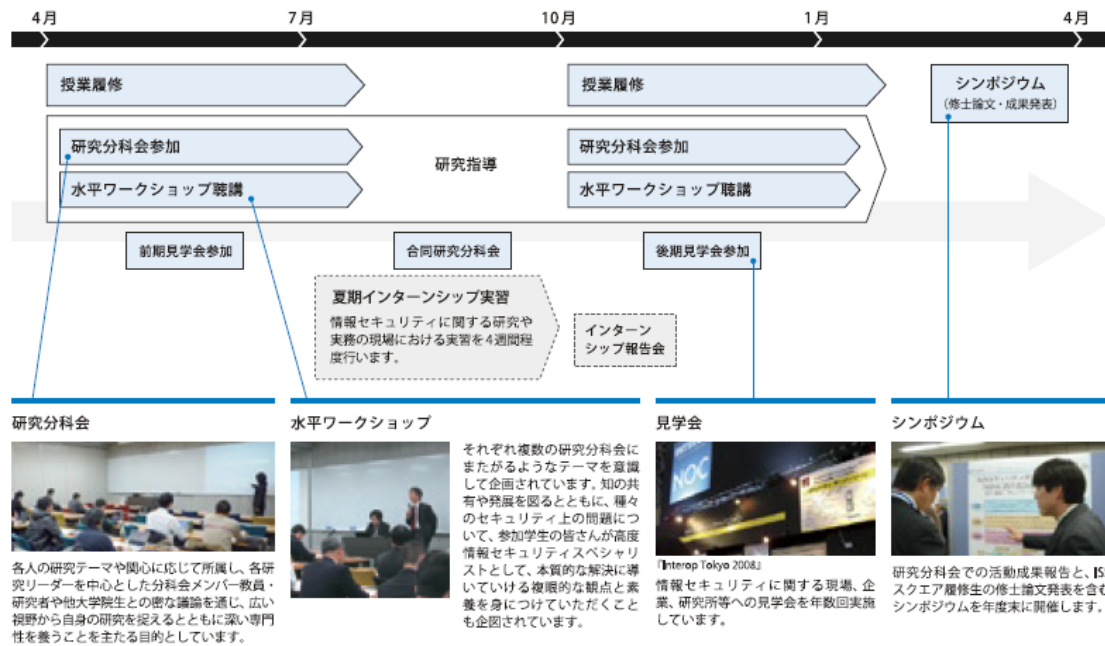 4月
7月
10月
1月
4月
授業履修
授業履修
シンポジウム
（修士論文・成果発表）
研究分科会参加
研究指導
研究分科会参加
水平ワークショップ聴講
水平ワークショップ聴講
前期見学会参加
合同研究分科会
後期見学会参加
夏期インターンシップ実習
情報セキュリティに関する研究や
実務の現場における実習を4週間程
度行います。
インターン
シップ報告会
研究分科会
各人の研究テーマや関心に応じて所属し、各研
究リーダーを中心とした分科会メンバー教員・
研究者や他大学院生との密な議論を通じ、広い
視野から自身の研究を捉えるとともに深い専門
性を養うことを主たる目的としています。
水平ワークショップ
それぞれ複数の研究分科会に
またがるようなテーマを意識
して企画されています。知の共
有や発展を図るとともに、種々
のセキュリティ上の問題につ
いて、参加学生の皆さんが高度
情報セキュリティスペシャリ
ストとして、本質的な解決に導
いていける複眼的な観点と素
養を身につけていただくこと
も企図されています。
見学会
NOC
『Interop Tokyo 2008』
情報セキュリティに関する現場、企
業、研究所等への見学会を年数回実施
しています。
シンポジウム
研究分科会での活動成果報告と、IS
スクエア履修生の修士論文発表を含む
シンポジウムを年度末に開催します。